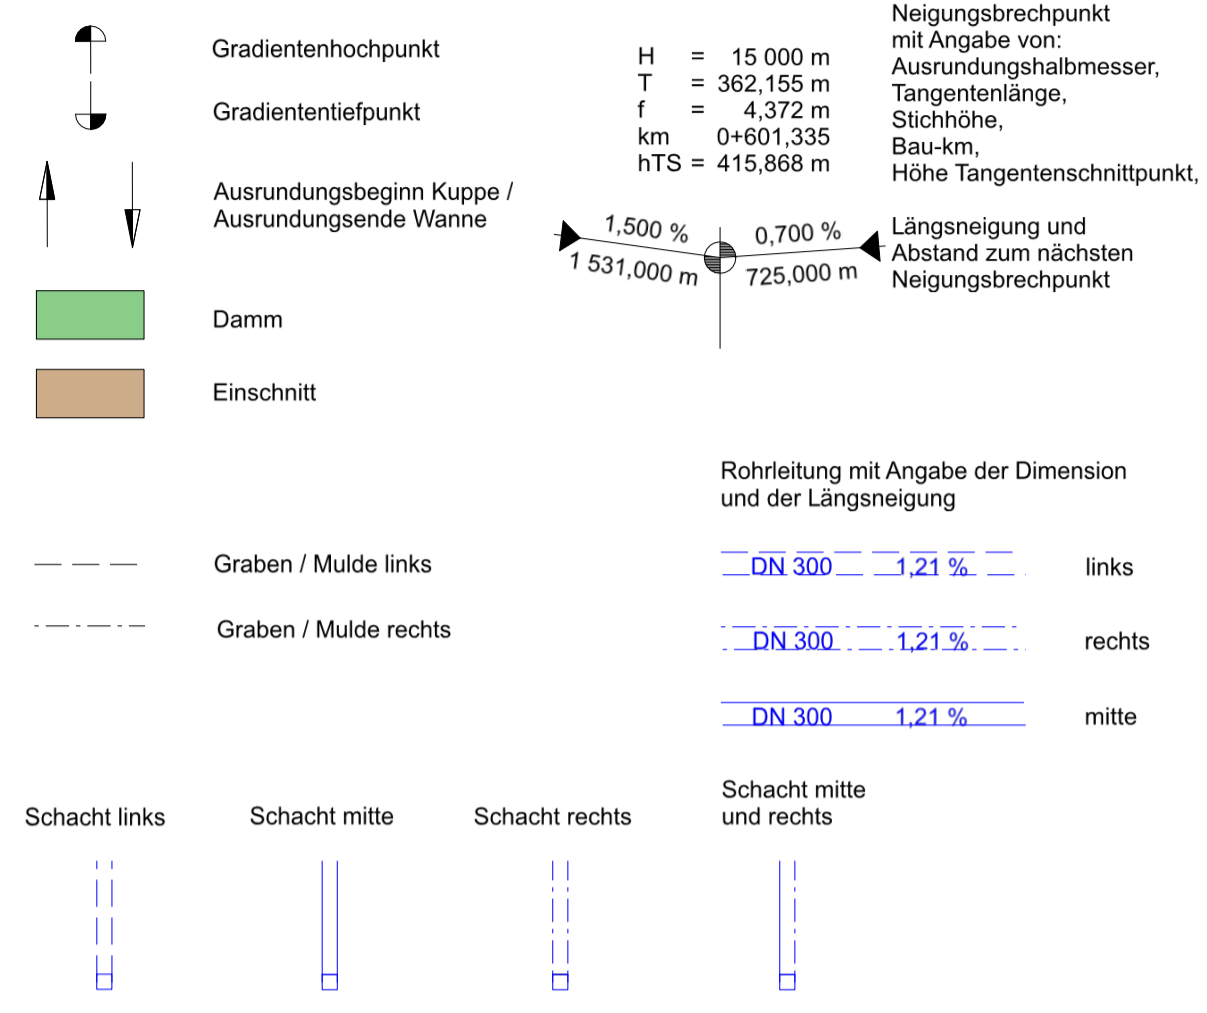 Gradientenhochpunkt
Gradiententiefpunkt
Ausrundungsbeginn Kuppe /
Ausrundungsende Wanne
Damm
Einschnitt
H = 15 000 m
T = 362,155 m
f = 4,372 m
km 0+601,335
hTS = 415,868 m
Neigungsbrechpunkt
mit Angabe von:
Ausrundungshalbmesser,
Tangentenlänge,
Stichhöhe,
Bau-km,
Höhe Tangentenschnittpunkt,
1,500 %
1 531,000 m
0,700 %
725,000 m
Längsneigung und
Abstand zum nächsten
Neigungsbrechpunkt
Graben / Mulde links
Graben / Mulde rechts
Rohrleitung mit Angabe der Dimension
und der Längsneigung
DN 300 1,21 % links
DN 300 1,21 % rechts
DN 300 1,21 % mitte
Schacht links
Schacht mitte
Schacht rechts
Schacht mitte
und rechts